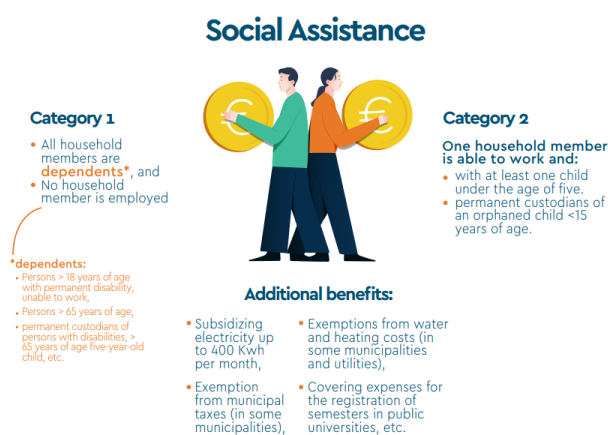 Social Assistance
Category 1
• All household
members are
dependents*, and
• No household
member is employed
*dependents:
• Persons > 18 years of age
with permanent disability,
unable to work,
• Persons > 65 years of age,
• permanent custodians of
persons with disabilities, >
65 years of age five-year-old
child, etc.
€
€
Category 2
One household member
is able to work and:
• with at least one child
under the age of five.
• permanent custodians of
an orphaned child <15
years of age.
Additional benefits:
• Subsidizing
electricity up
to 400 Kwh
per month,
• Exemption
from municipal
taxes (in some
municipalities),
• Exemptions from water
and heating costs (in
some municipalities
and utilities),
• Covering expenses for
the registration of
semesters in public
universities, etc.